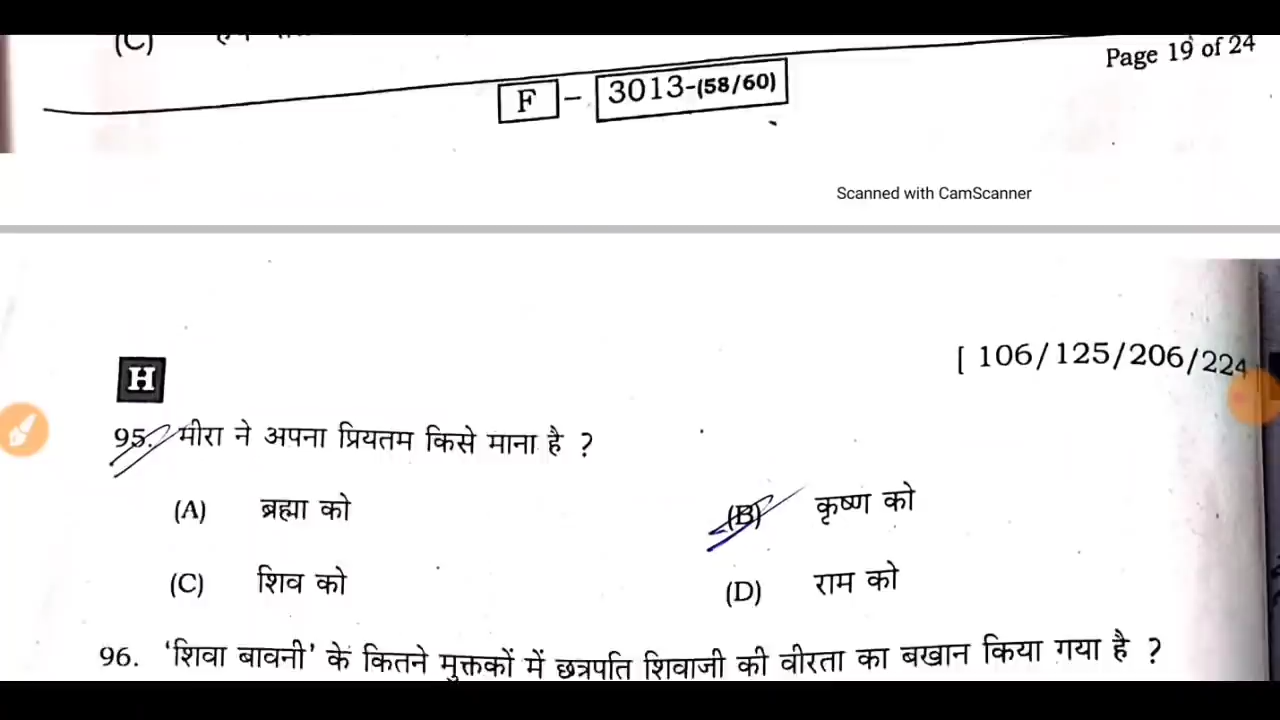 (C)
Page 19 of 24
F - 3013-(58/60)
Scanned with CamScanner
H
[ 106/125/206/224
95. मीरा ने अपना प्रियतम किसे माना है ?
(A) ब्रह्मा को
(B) कृष्ण को
(C) शिव को
(D) राम को
96. 'शिवा बावनी' के कितने मुक्तकों में छत्रपति शिवाजी की वीरता का बखान किया गया है ?